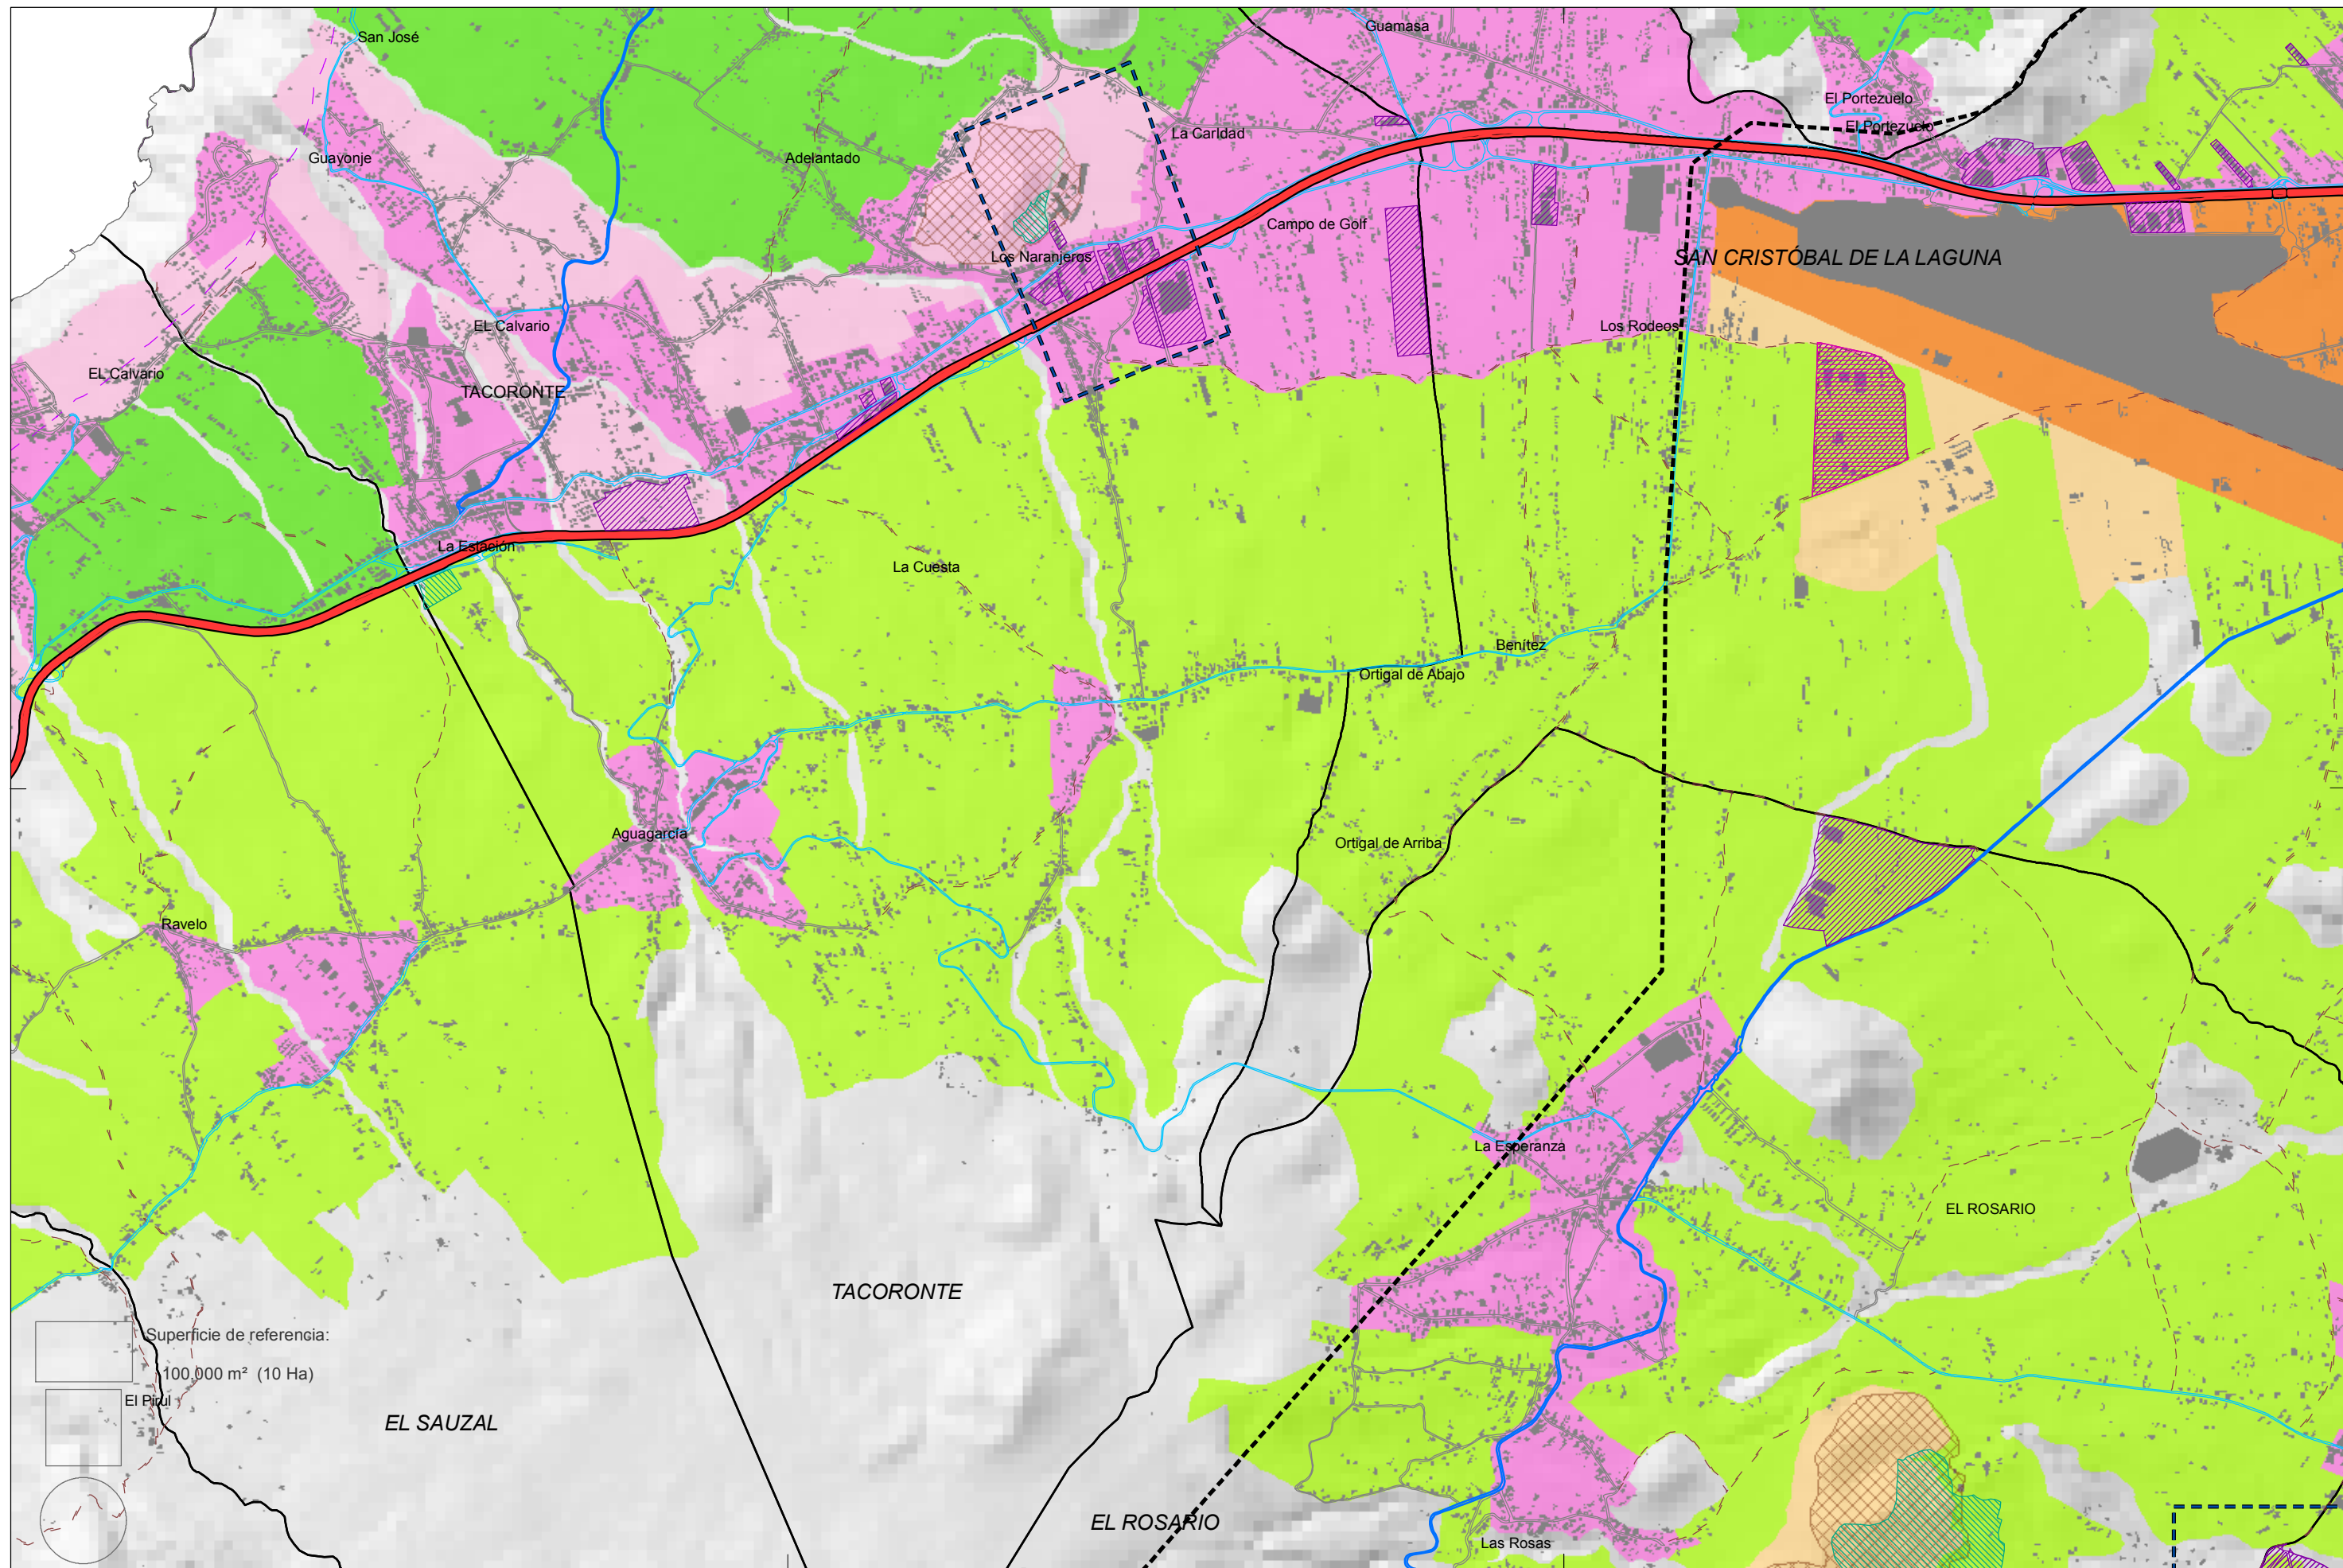 Guamasa
San José
El Portezuelo
El Portezuelo
La Caridad
Guayonje
Adelantado
Campo de Golf
Los Naranjeros
SAN CRISTÓBAL DE LA LAGUNA
EL Calvario
Los Rodeos
EL Calvario
TACORONTE
La Estación
La Cuesta
Benítez
Ortigal de Abajo
Aguagarcía
Ortigal de Arriba
Ravelo
La Esperanza
EL ROSARIO
TACORONTE
Superficie de referencia:
100.000 m² (10 Ha)
El Pirul
EL SAUZAL
EL ROSARIO
Las Rosas